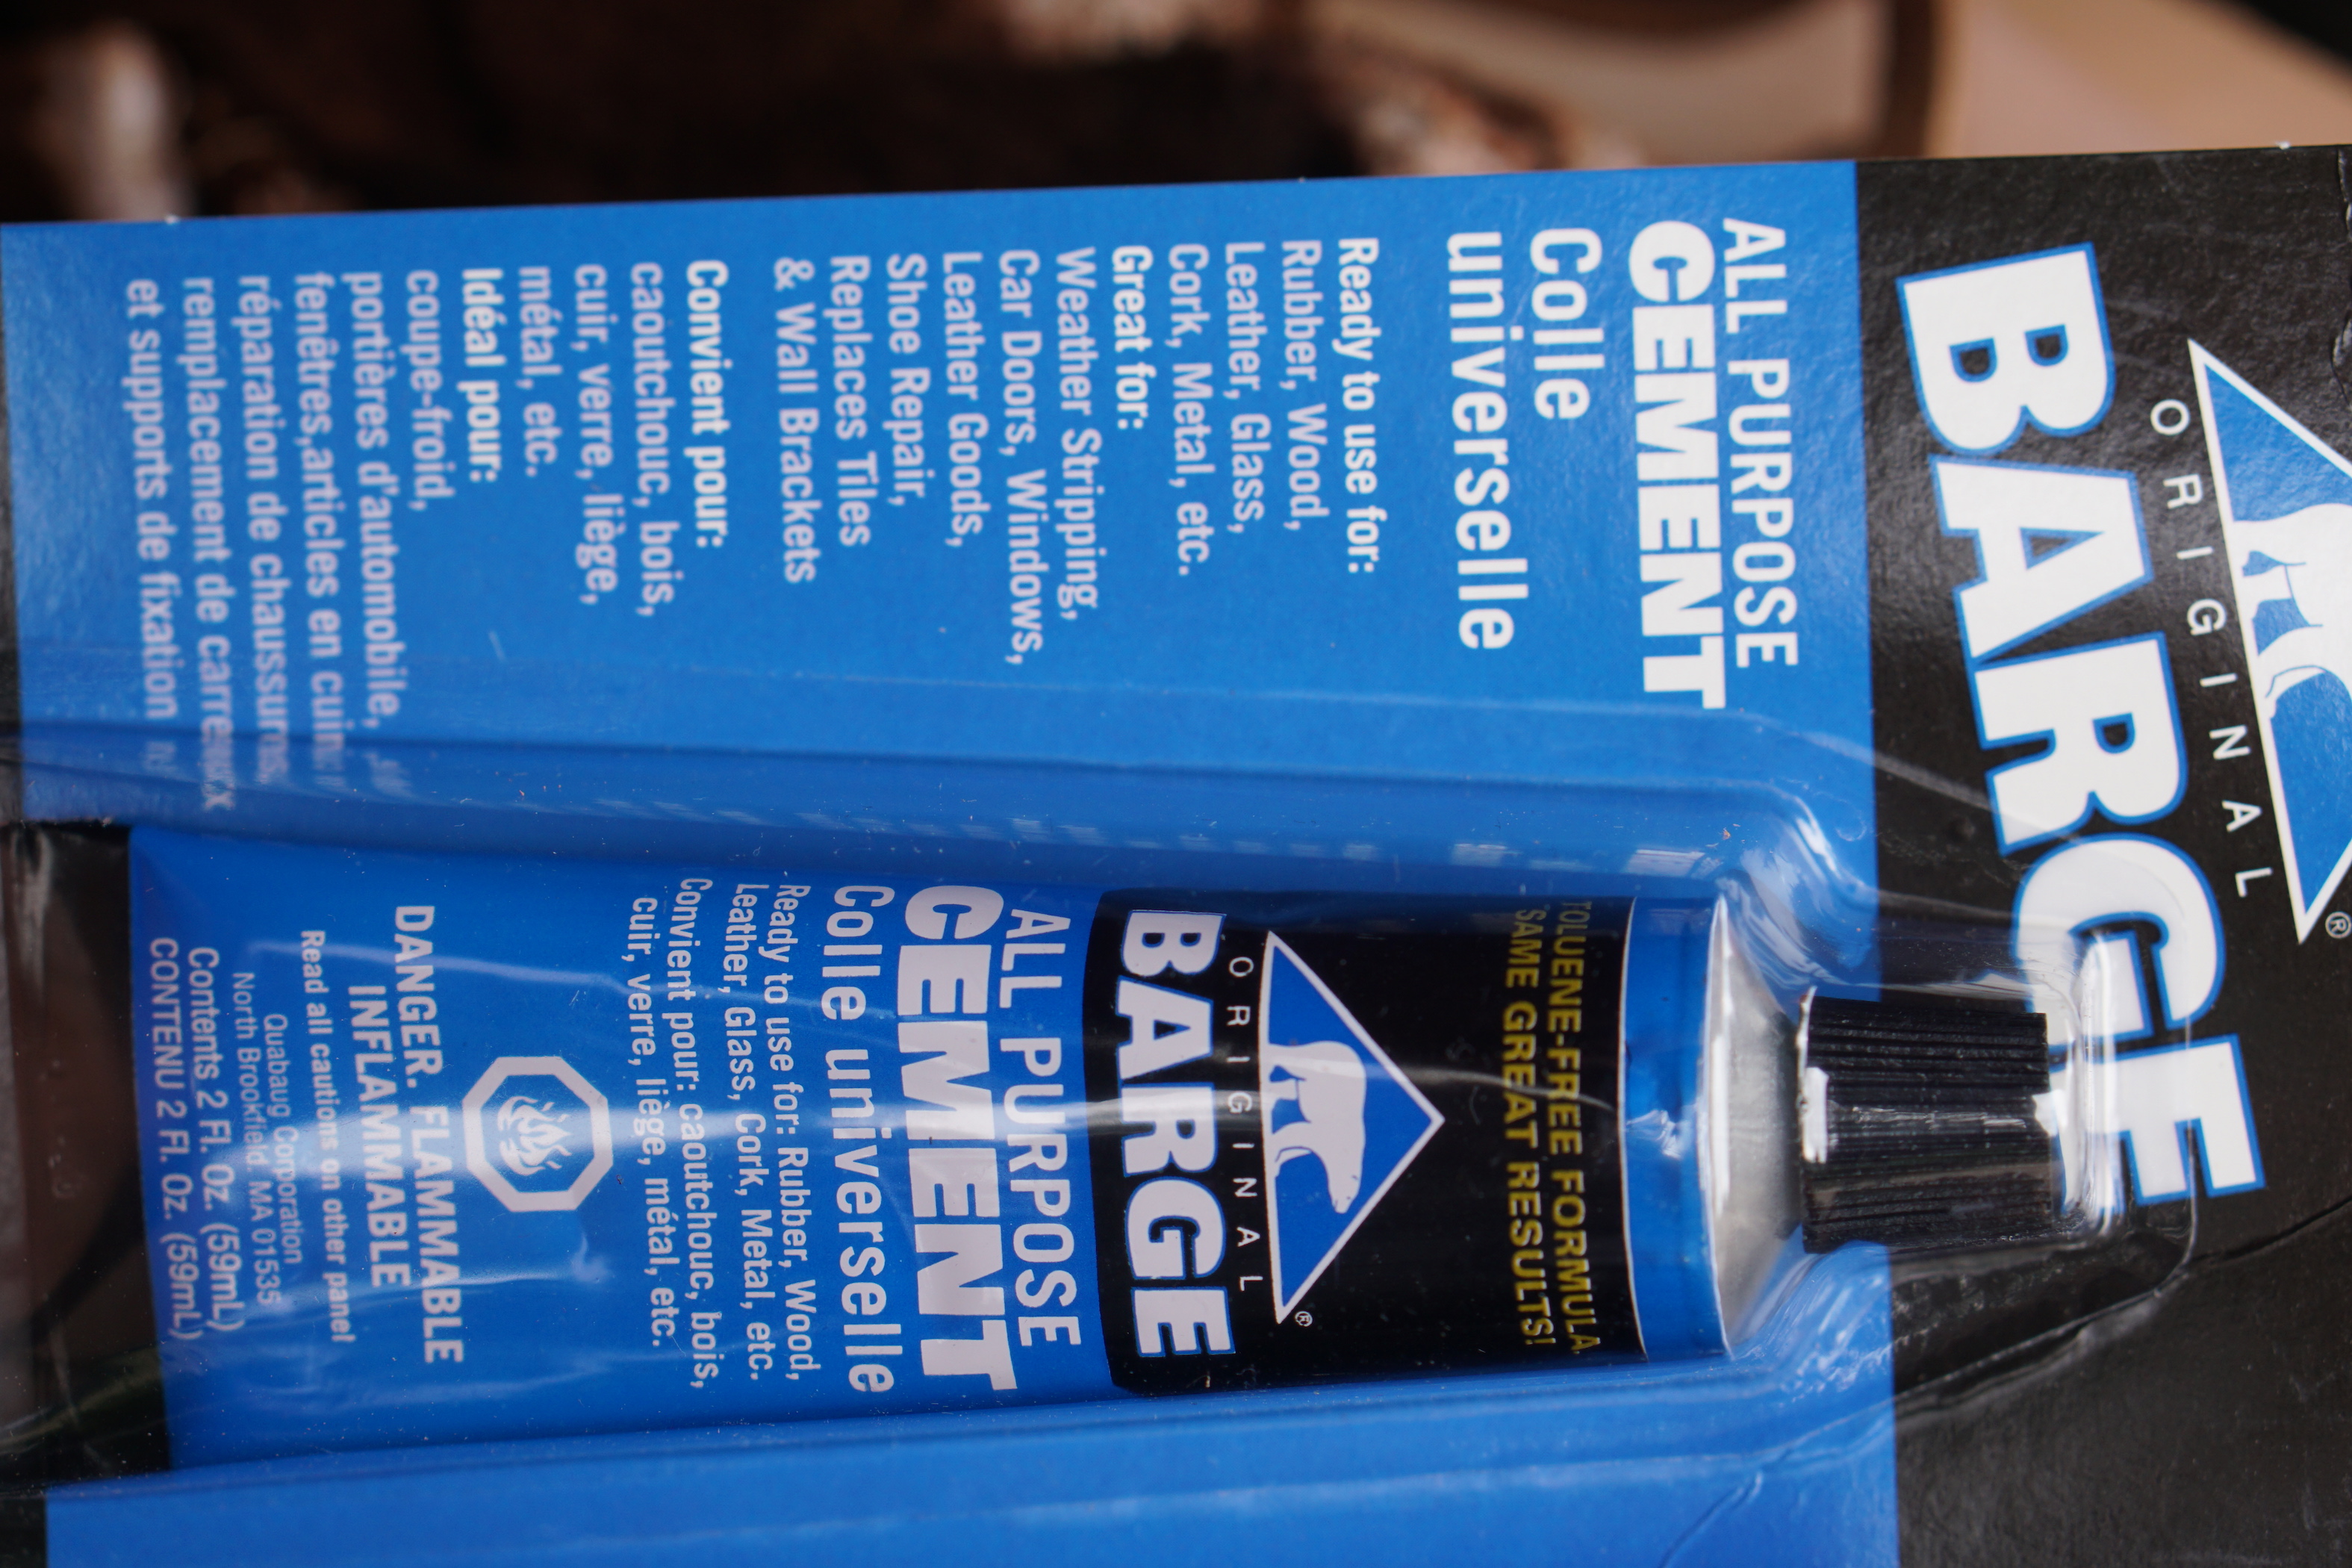 ORIGINAL
®
BARGE
ALL PURPOSE
CEMENT
Colle
universelle
Ready to use for:
Rubber, Wood,
Leather, Glass,
Cork, Metal, etc.
Great for:
Weather Stripping,
Car Doors, Windows,
Leather Goods,
Shoe Repair,
Replaces Tiles
& Wall Brackets
Convient pour:
caoutchouc, bois,
cuir, verre, liège,
métal, etc.
Idéal pour:
coupe-froid,
portières d'automobile,
fenêtres,articles en cuir,
réparation de chaussures,
remplacement de carreaux
et supports de fixation
TOLUENE-FREE FORMULA
SAME GREAT RESULTS!
ORIGINAL
®
BARGE
ALL PURPOSE
CEMENT
Colle universelle
Ready to use for: Rubber, Wood,
Leather, Glass, Cork, Metal, etc.
Convient pour: caoutchouc, bois,
cuir, verre, liège, métal, etc.
DANGER. FLAMMABLE
INFLAMMABLE
Read all cautions on other panel
Quabaug Corporation
North Brookfield, MA 01535
Contents 2 Fl. Oz. (59mL)
CONTENU 2 Fl. Oz. (59mL)